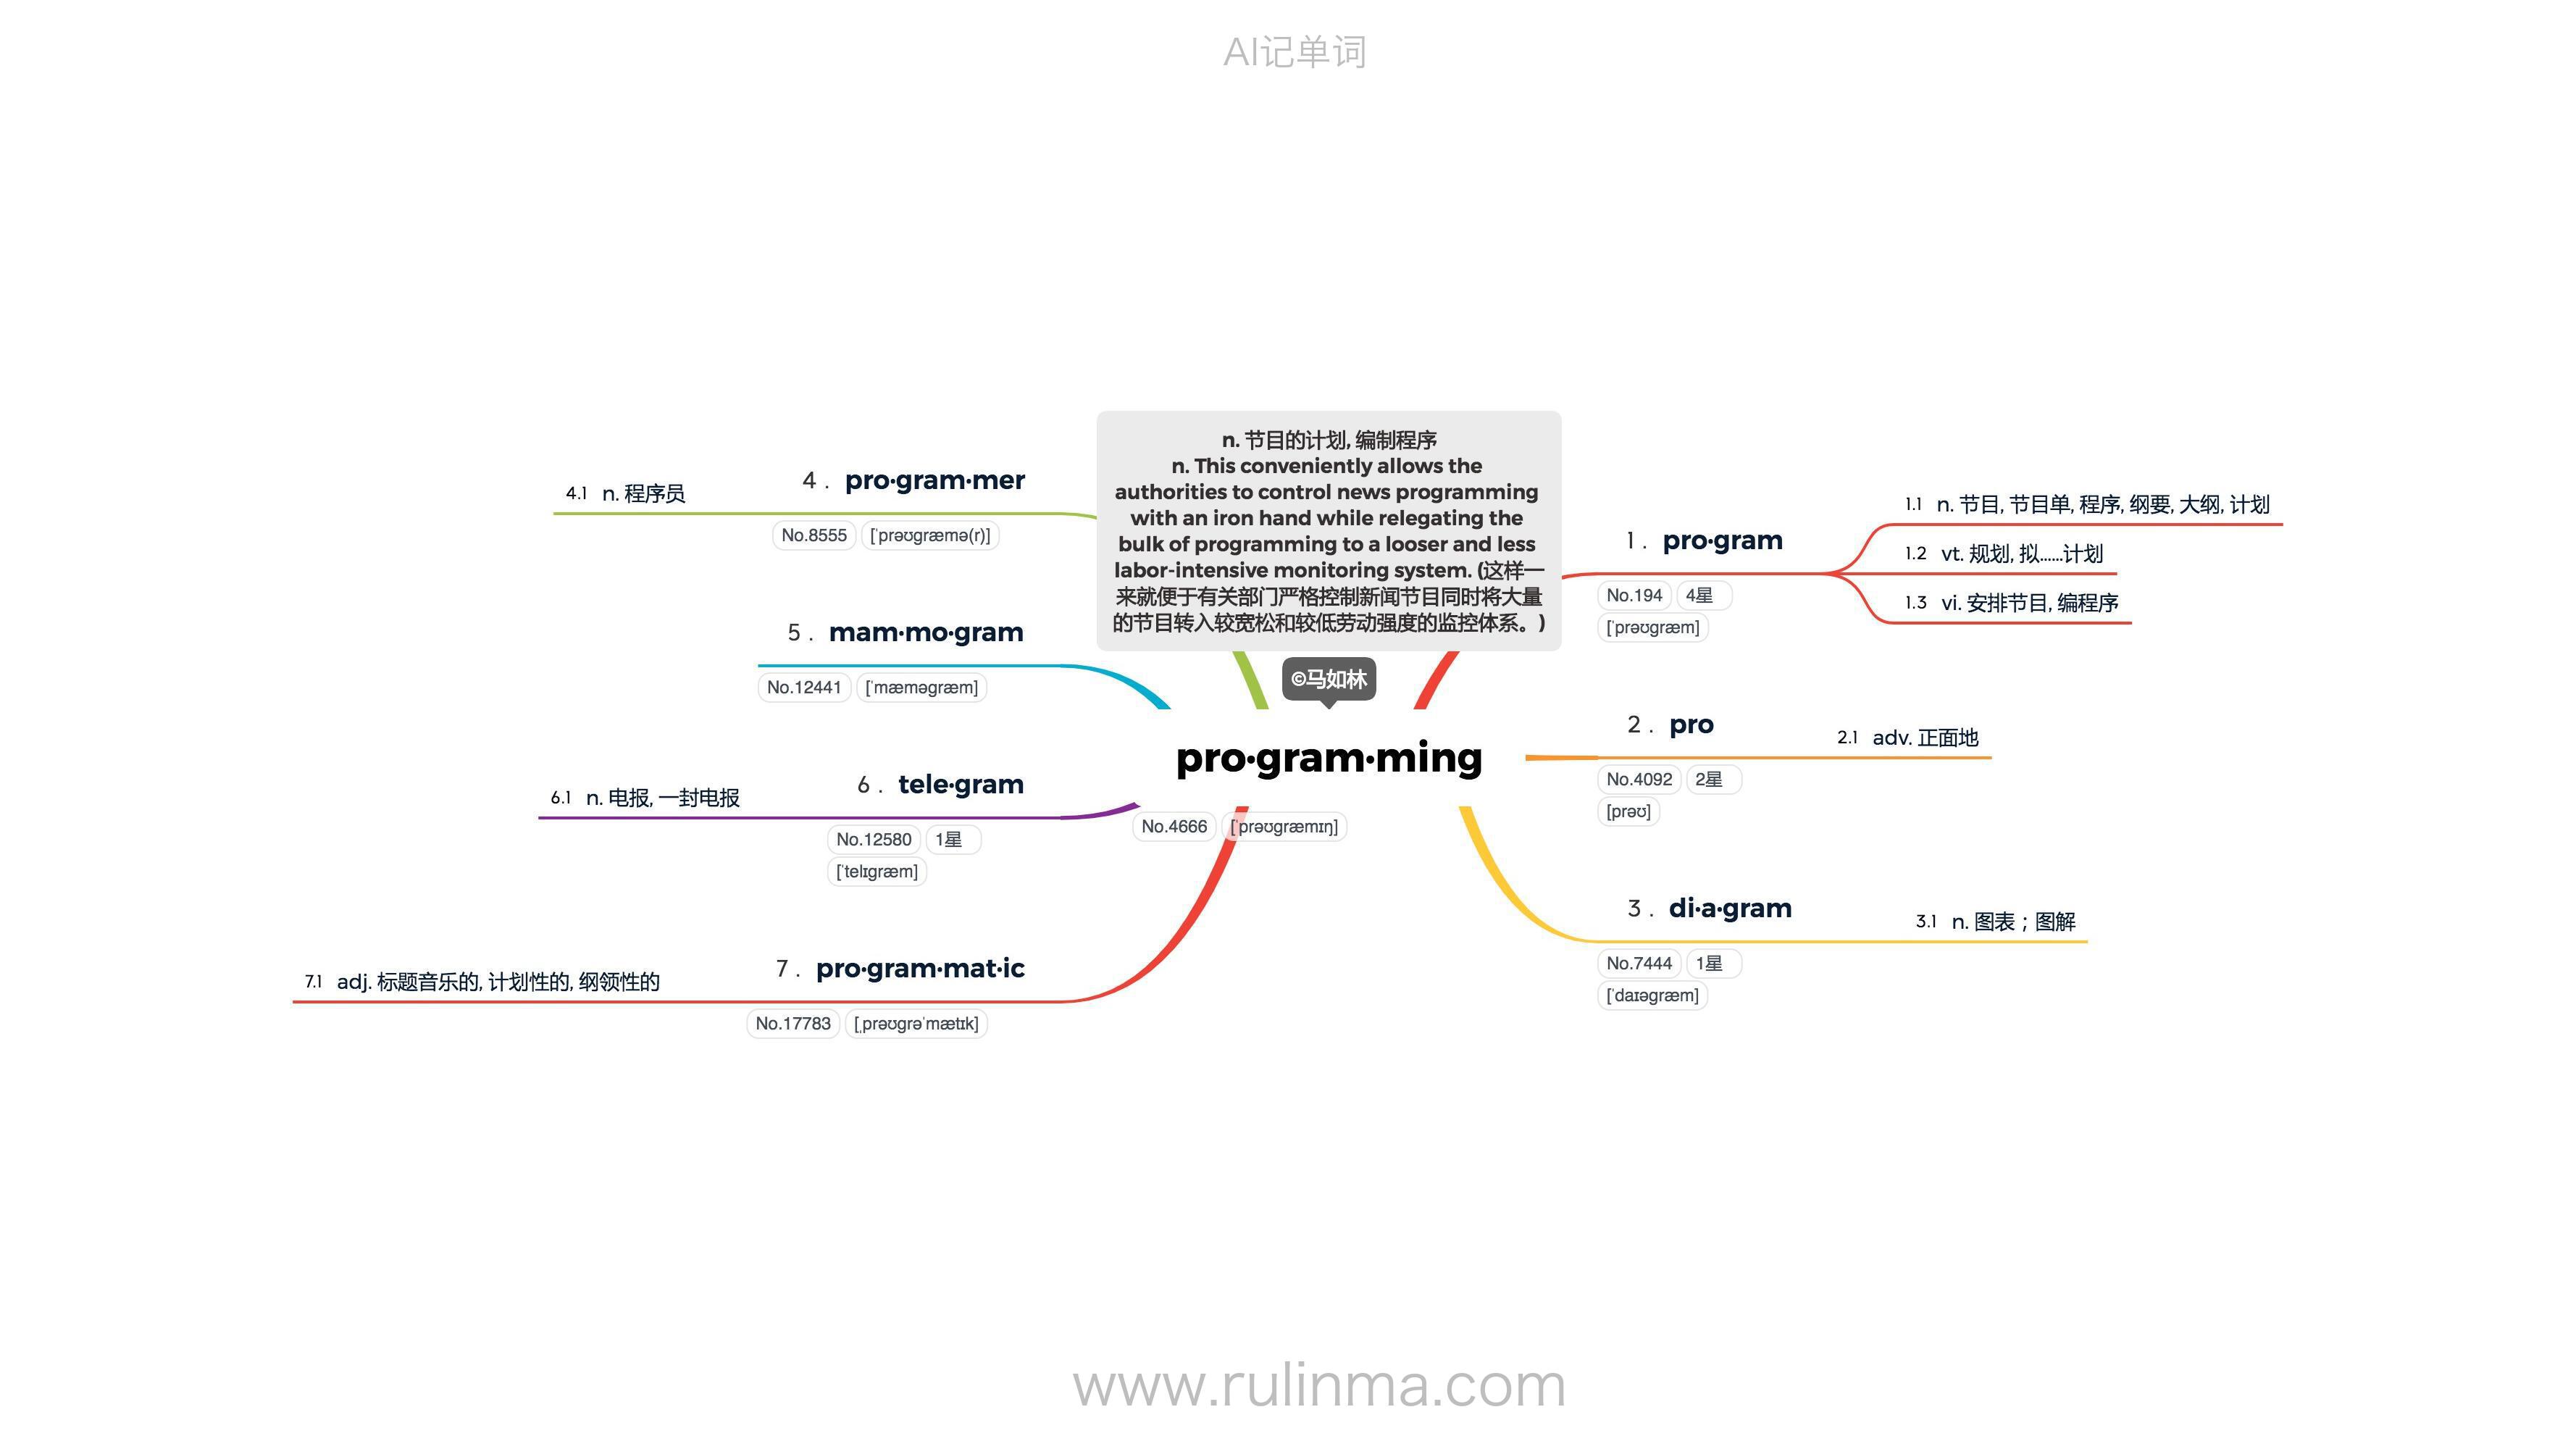 AI记单词
n. 节目的计划, 编制程序
n. This conveniently allows the
authorities to control news programming
with an iron hand while relegating the
bulk of programming to a looser and less
labor-intensive monitoring system. (这样一
来就便于有关部门严格控制新闻节目同时将大量
的节目转入较宽松和较低劳动强度的监控体系。)
©马如林
pro·gram·ming
No.4666 [ˈprəʊɡræmɪŋ]
1 . pro·gram
No.194 4星
[ˈprəʊɡræm]
1.1 n. 节目, 节目单, 程序, 纲要, 大纲, 计划
1.2 vt. 规划, 拟……计划
1.3 vi. 安排节目, 编程序
2 . pro
2.1 adv. 正面地
No.4092 2星
[prəʊ]
3 . di·a·gram
3.1 n. 图表；图解
No.7444 1星
[ˈdaɪəɡræm]
4 . pro·gram·mer
4.1 n. 程序员
No.8555 [ˈprəʊɡræmə(r)]
5 . mam·mo·gram
No.12441 [ˈmæməɡræm]
6 . tele·gram
6.1 n. 电报, 一封电报
No.12580 1星
[ˈtelɪɡræm]
7 . pro·gram·mat·ic
7.1 adj. 标题音乐的, 计划性的, 纲领性的
No.17783 [ˌprəʊɡrəˈmætɪk]
www.rulinma.com